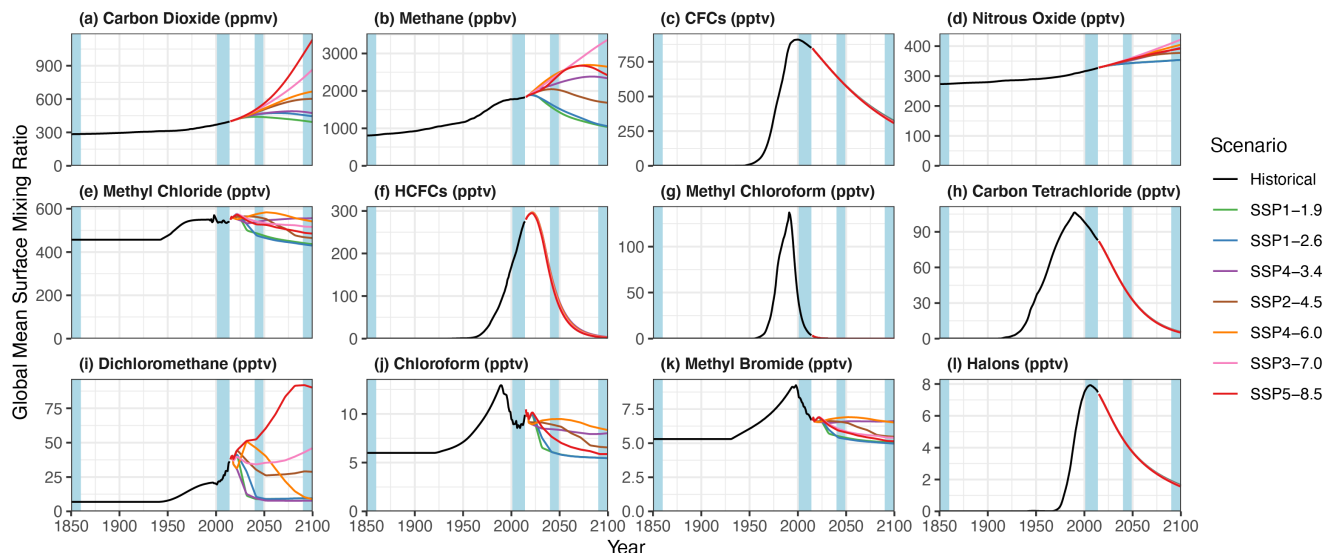 (a) Carbon Dioxide (ppmv) (b) Methane (ppbv) (c) CFCs (pptv) (d) Nitrous Oxide (pptv)
900
600
300
0
3000
2000
1000
0
750
500
250
0
400
300
200
100
0
(e) Methyl Chloride (pptv) (f) HCFCs (pptv) (g) Methyl Chloroform (pptv) (h) Carbon Tetrachloride (pptv)
600
400
200
0
300
200
100
0
100
50
0
90
60
30
0
(i) Dichloromethane (pptv) (j) Chloroform (pptv) (k) Methyl Bromide (pptv) (l) Halons (pptv)
75
50
25
0
10
5
0
7.5
5.0
2.5
0.0
8
6
4
2
0
1850 1900 1950 2000 2050 2100
1850 1900 1950 2000 2050 2100
1850 1900 1950 2000 2050 2100
1850 1900 1950 2000 2050 2100
Year
Global Mean Surface Mixing Ratio
Scenario
Historical
SSP1−1.9
SSP1−2.6
SSP4−3.4
SSP2−4.5
SSP4−6.0
SSP3−7.0
SSP5−8.5